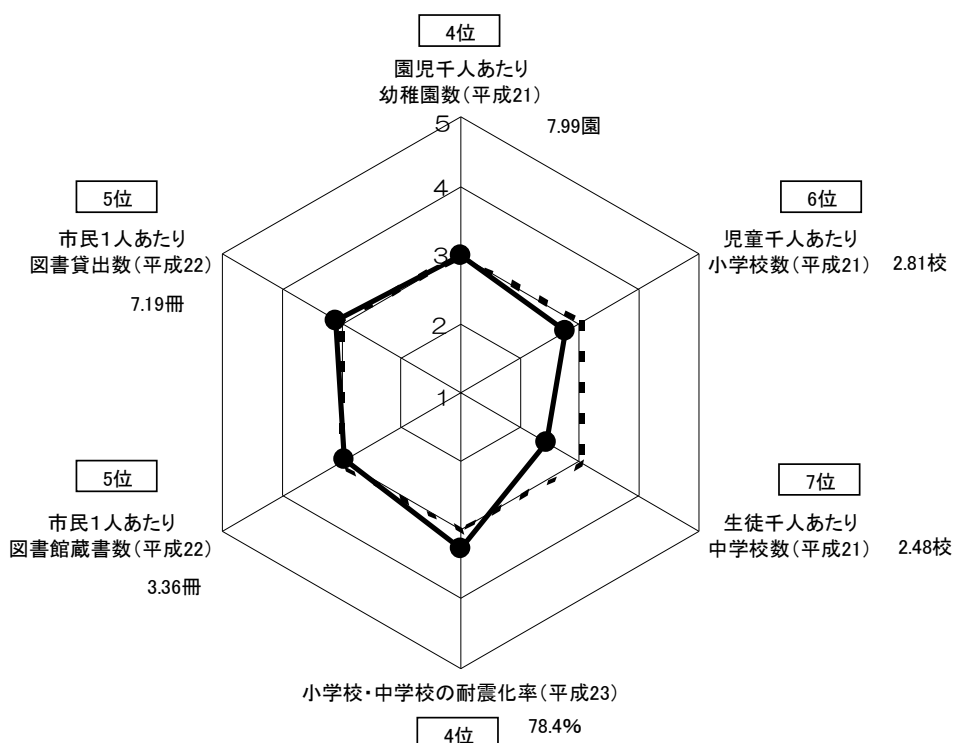 4位
園児千人あたり
幼稚園数(平成21)
7.99園
5
4
3
2
1
5位
市民1人あたり
図書貸出数(平成22)
7.19冊
6位
児童千人あたり
小学校数(平成21)
2.81校
5位
市民1人あたり
図書館蔵書数(平成22)
3.36冊
7位
生徒千人あたり
中学校数(平成21)
2.48校
小学校・中学校の耐震化率(平成23)
4位
78.4%